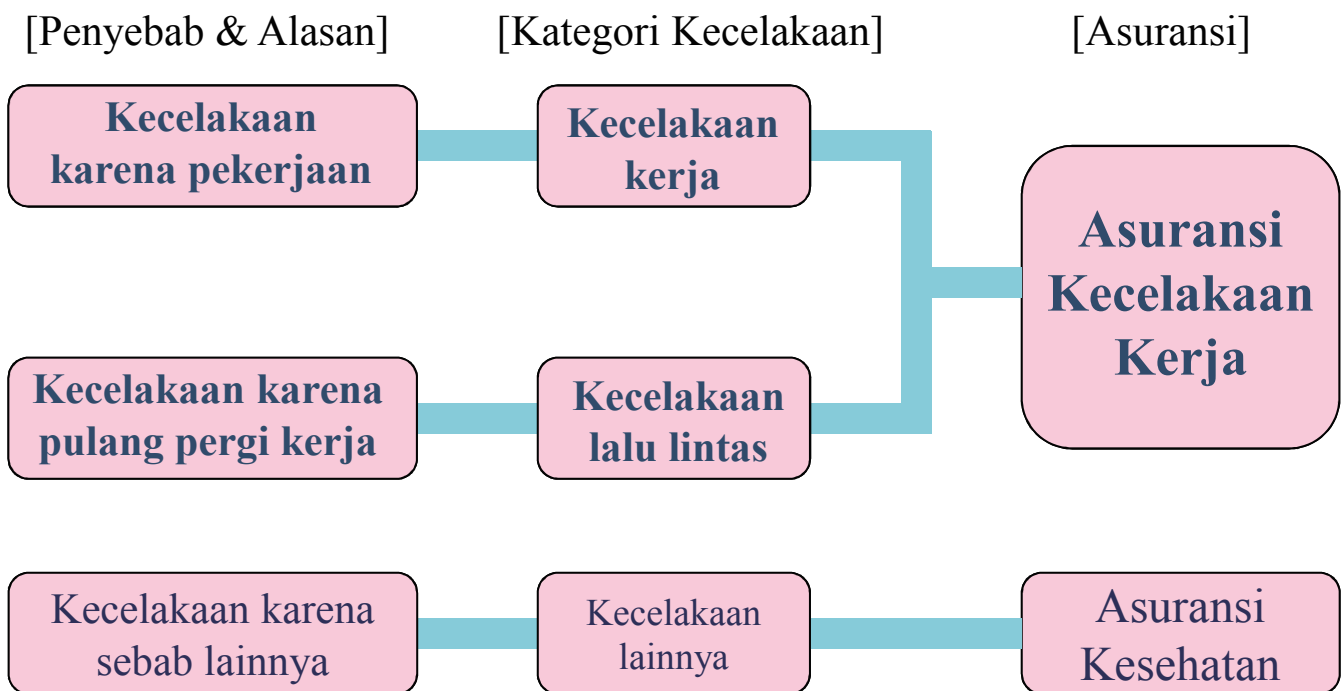 [Penyebab & Alasan]
[Kategori Kecelakaan]
[Asuransi]
Kecelakaan
karena pekerjaan
Kecelakaan
kerja
Asuransi
Kecelakaan
Kerja
Kecelakaan karena
pulang pergi kerja
Kecelakaan
lalu lintas
Kecelakaan karena
sebab lainnya
Kecelakaan
lainnya
Asuransi
Kesehatan